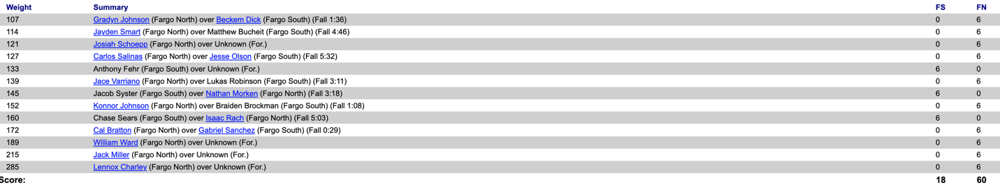 Weight Summary FS FN
107 Gradyn Johnson (Fargo North) over Beckem Dick (Fargo South) (Fall 1:36) 0 6
114 Jayden Smart (Fargo North) over Matthew Bucheit (Fargo South) (Fall 4:46) 0 6
121 Josiah Schoepp (Fargo North) over Unknown (For.) 0 6
127 Carlos Salinas (Fargo North) over Jesse Olson (Fargo South) (Fall 5:32) 0 6
133 Anthony Fehr (Fargo South) over Unknown (For.) 6 0
139 Jace Varriano (Fargo North) over Lukas Robinson (Fargo South) (Fall 3:11) 0 6
145 Jacob Syster (Fargo South) over Nathan Morken (Fargo North) (Fall 3:18) 6 0
152 Konnor Johnson (Fargo North) over Braiden Brockman (Fargo South) (Fall 1:08) 0 6
160 Chase Sears (Fargo South) over Isaac Rach (Fargo North) (Fall 5:03) 6 0
172 Cal Bratton (Fargo North) over Gabriel Sanchez (Fargo South) (Fall 0:29) 0 6
189 William Ward (Fargo North) over Unknown (For.) 0 6
215 Jack Miller (Fargo North) over Unknown (For.) 0 6
285 Lennox Charley (Fargo North) over Unknown (For.) 0 6
Score: 18 60